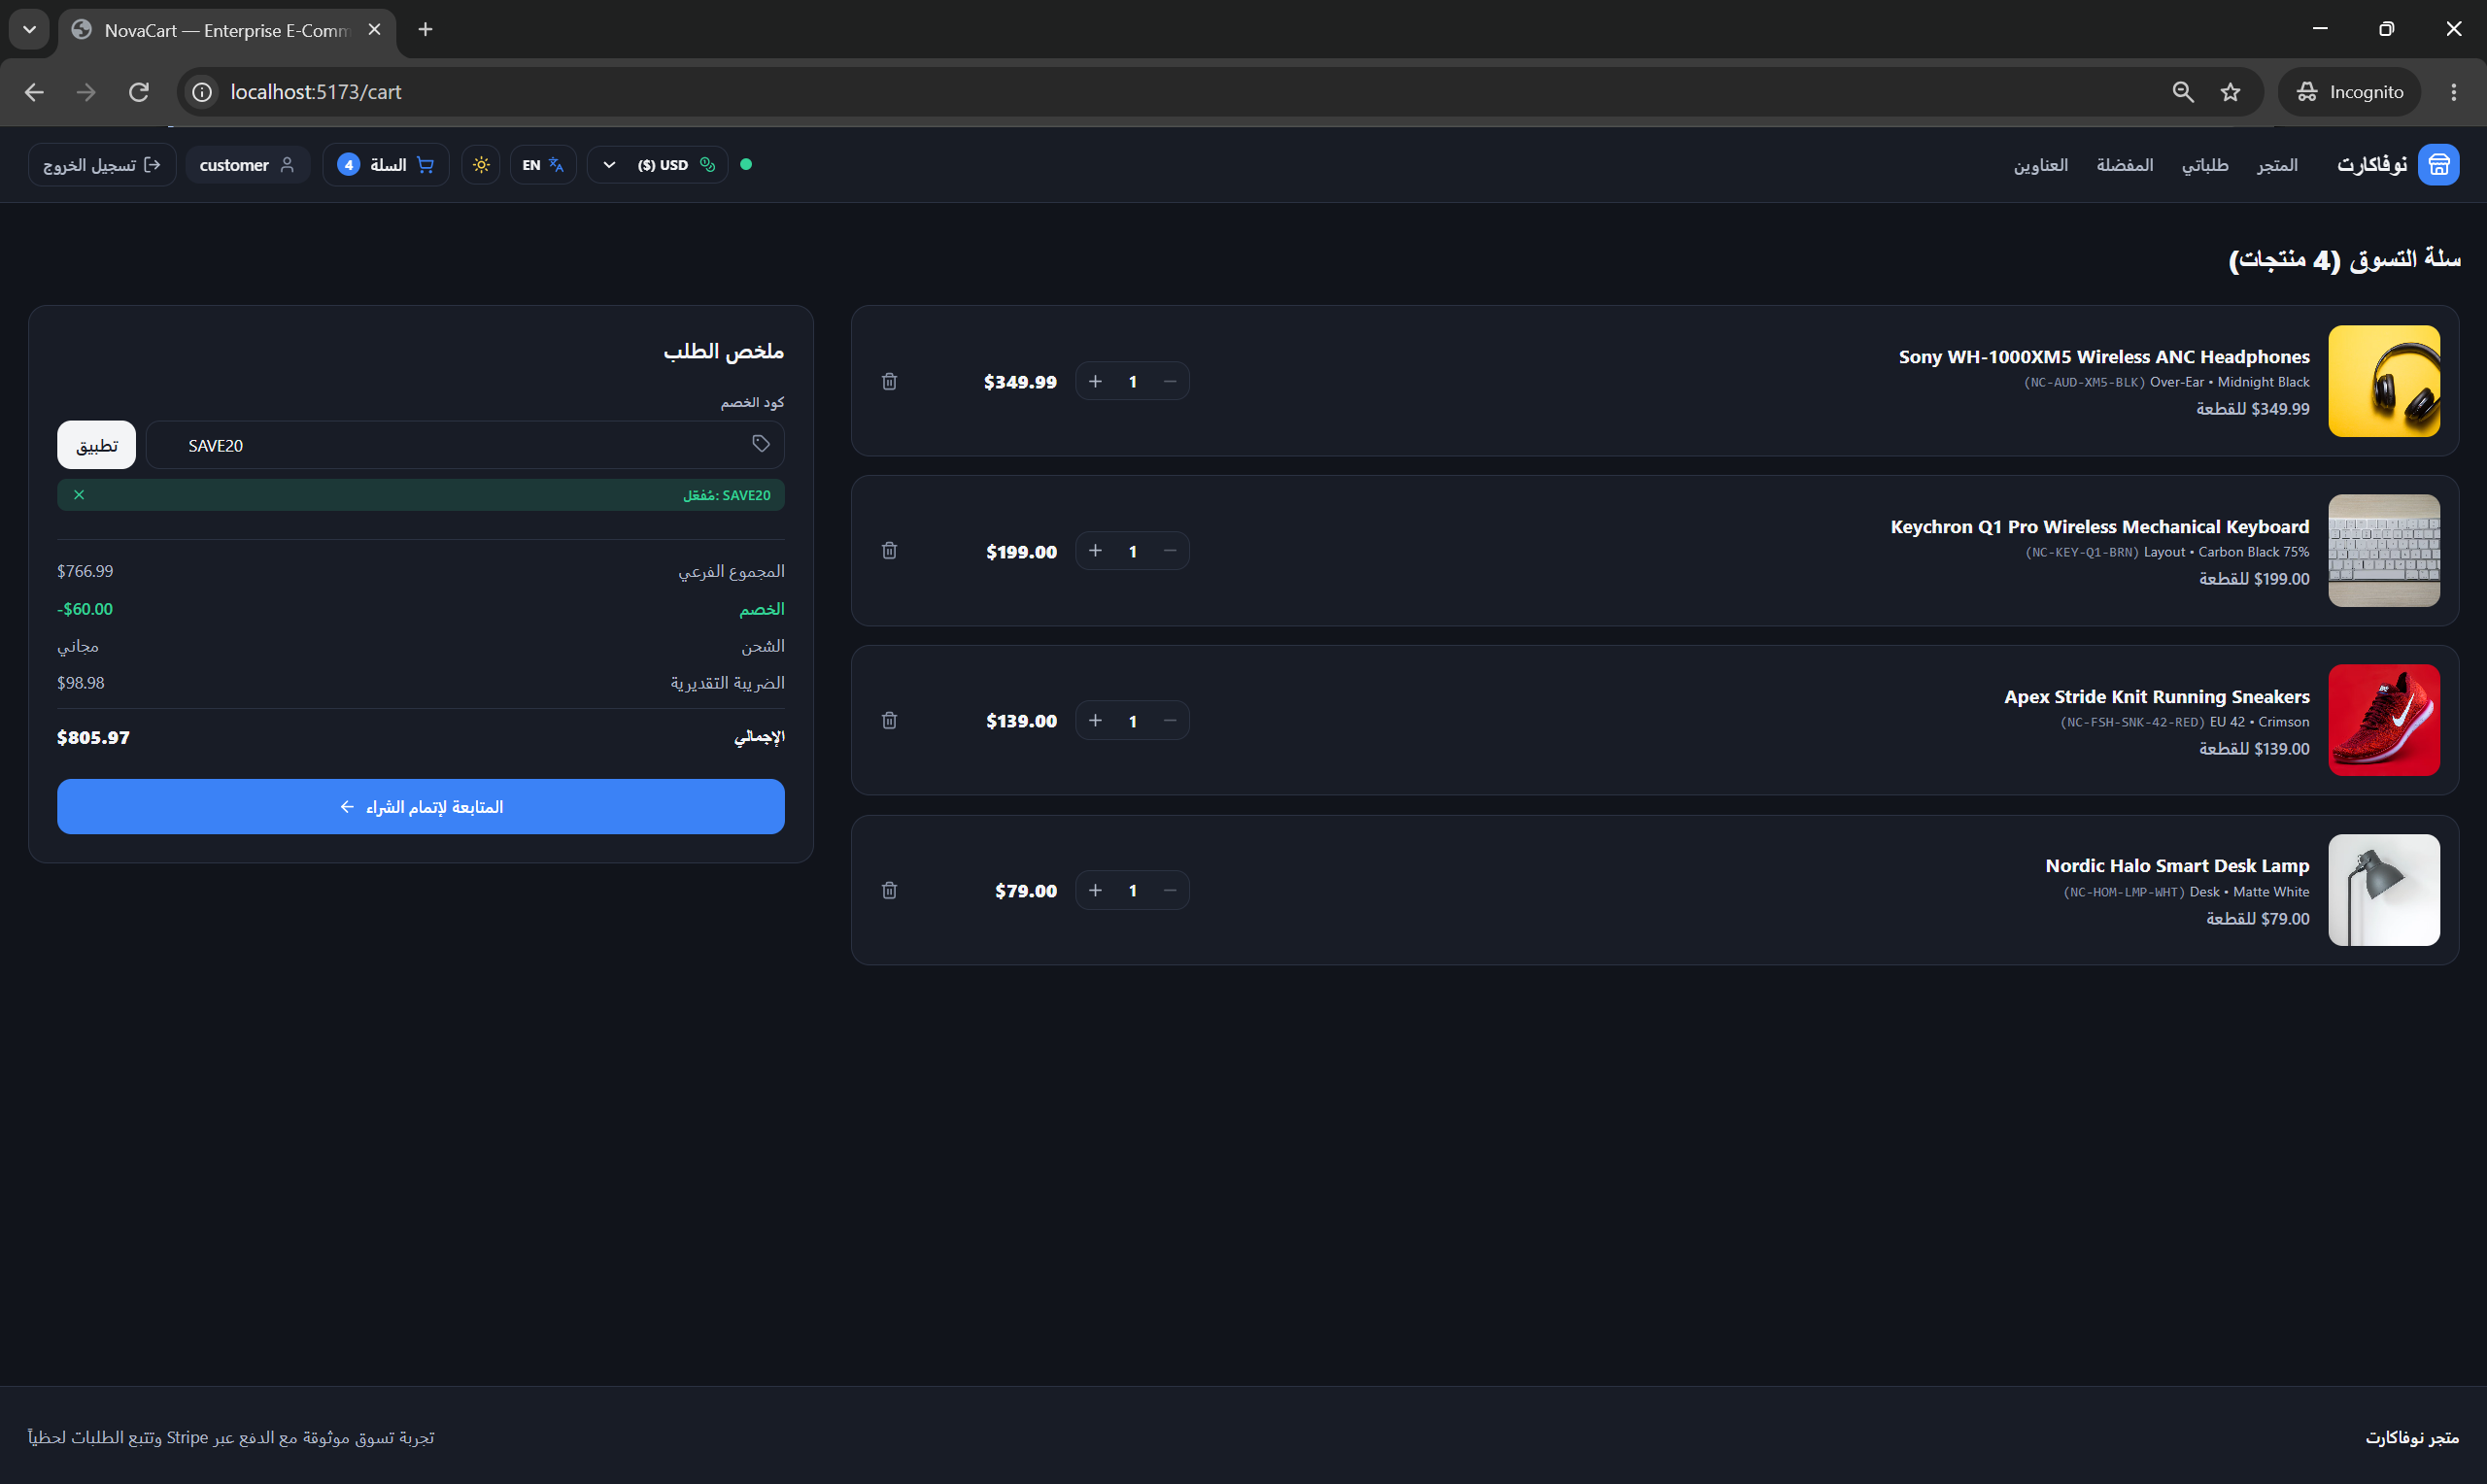 NovaCart — Enterprise E-Comm
localhost:5173/cart
Incognito
نوفاكارت
المتجر
طلباتي
المفضلة
العناوين
($) USD
EN
السلة 4
customer
تسجيل الخروج
سلة التسوق (4 منتجات)
Sony WH-1000XM5 Wireless ANC Headphones
(NC-AUD-XM5-BLK) Over-Ear • Midnight Black
$349.99 للقطعة
1
$349.99
Keychron Q1 Pro Wireless Mechanical Keyboard
(NC-KEY-Q1-BRN) Layout • Carbon Black 75%
$199.00 للقطعة
1
$199.00
Apex Stride Knit Running Sneakers
(NC-FSH-SNK-42-RED) EU 42 • Crimson
$139.00 للقطعة
1
$139.00
Nordic Halo Smart Desk Lamp
(NC-HOM-LMP-WHT) Desk • Matte White
$79.00 للقطعة
1
$79.00
ملخص الطلب
كود الخصم
SAVE20
تطبيق
مُفعّل: SAVE20
المجموع الفرعي $766.99
الخصم -$60.00
الشحن مجاني
الضريبة التقديرية $98.98
الإجمالي $805.97
المتابعة لإتمام الشراء ←
متجر نوفاكارت
تجربة تسوق موثوقة مع الدفع عبر Stripe وتتبع الطلبات لحظياً